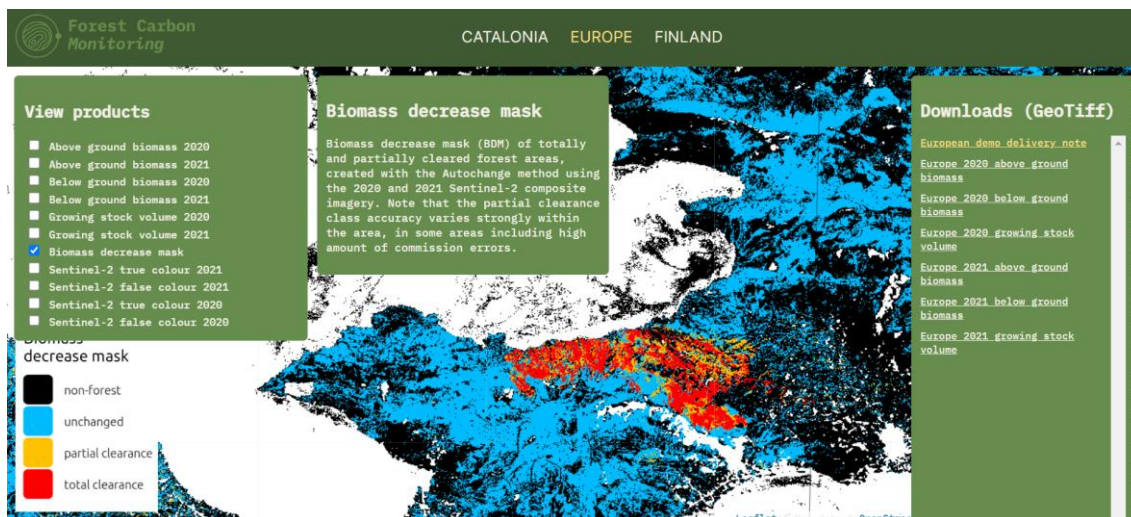 Forest Carbon
Monitoring
CATALONIA EUROPE FINLAND
View products
Above ground biomass 2020
Above ground biomass 2021
Below ground biomass 2020
Below ground biomass 2021
Growing stock volume 2020
Growing stock volume 2021
Biomass decrease mask
Sentinel-2 true colour 2021
Sentinel-2 false colour 2021
Sentinel-2 true colour 2020
Sentinel-2 false colour 2020
Biomass
decrease mask
non-forest
unchanged
partial clearance
total clearance
Biomass decrease mask
Biomass decrease mask (BDM) of totally
and partially cleared forest areas,
created with the Autochange method using
the 2020 and 2021 Sentinel-2 composite
imagery. Note that the partial clearance
class accuracy varies strongly within
the area, in some areas including high
amount of commission errors.
Downloads (GeoTiff)
European demo delivery note
Europe 2020 above ground
biomass
Europe 2020 below ground
biomass
Europe 2020 growing stock
volume
Europe 2021 above ground
biomass
Europe 2021 below ground
biomass
Europe 2021 growing stock
volume